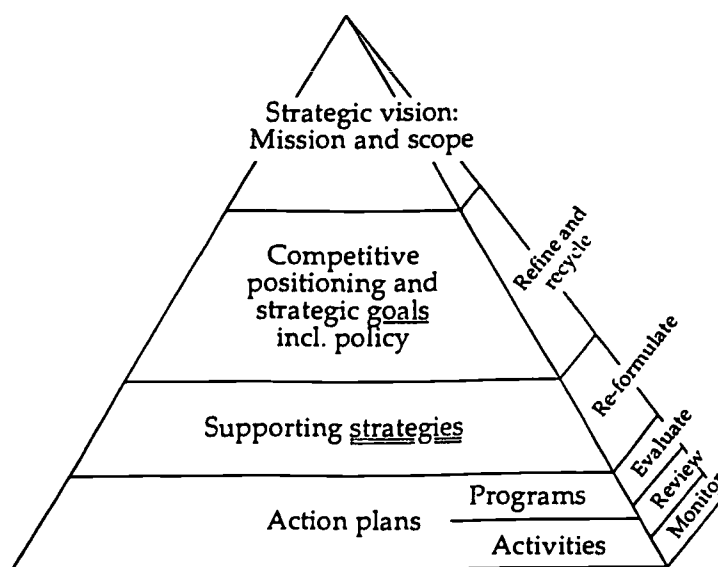 Strategic vision:
Mission and scope
Competitive
positioning and
strategic goals
incl. policy
Supporting strategies
Action plans
Programs
Activities
Refine and
recycle
Re-formulate
Evaluate
Review
Monitor